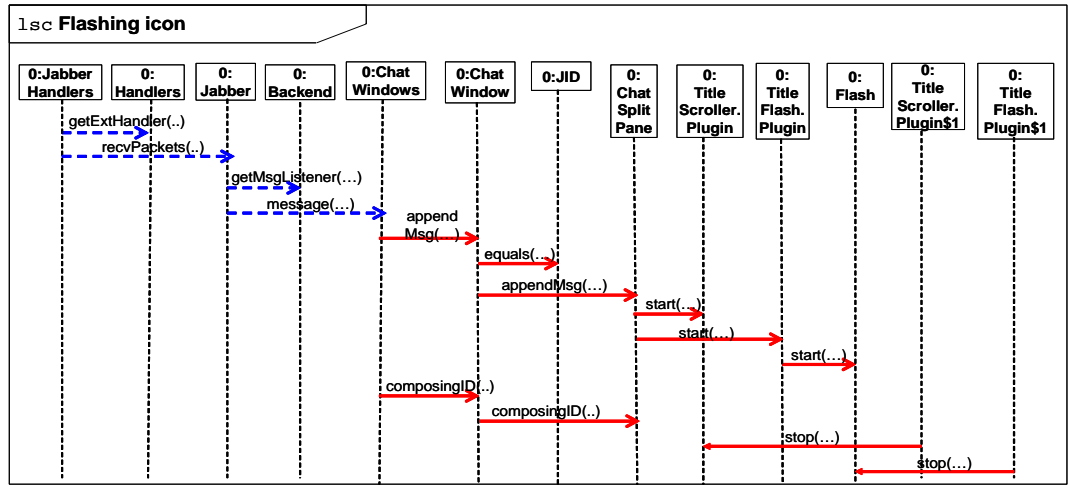 lsc Flashing icon
0:Jabber
Handlers
0:
Handlers
0:
Jabber
0:
Backend
0:Chat
Windows
0:Chat
Window
0:JID
0:
Chat
Split
Pane
0:
Title
Scroller.
Plugin
0:
Title
Flash.
Plugin
0:
Flash
0:
Title
Scroller.
Plugin$1
0:
Title
Flash.
Plugin$1
getExtHandler(..)
recvPackets(..)
getMsgListener(…)
message(…)
append
Msg(…)
equals(…)
appendMsg(…)
start(…)
start(…)
start(…)
composingID(..)
composingID(..)
stop(…)
stop(…)